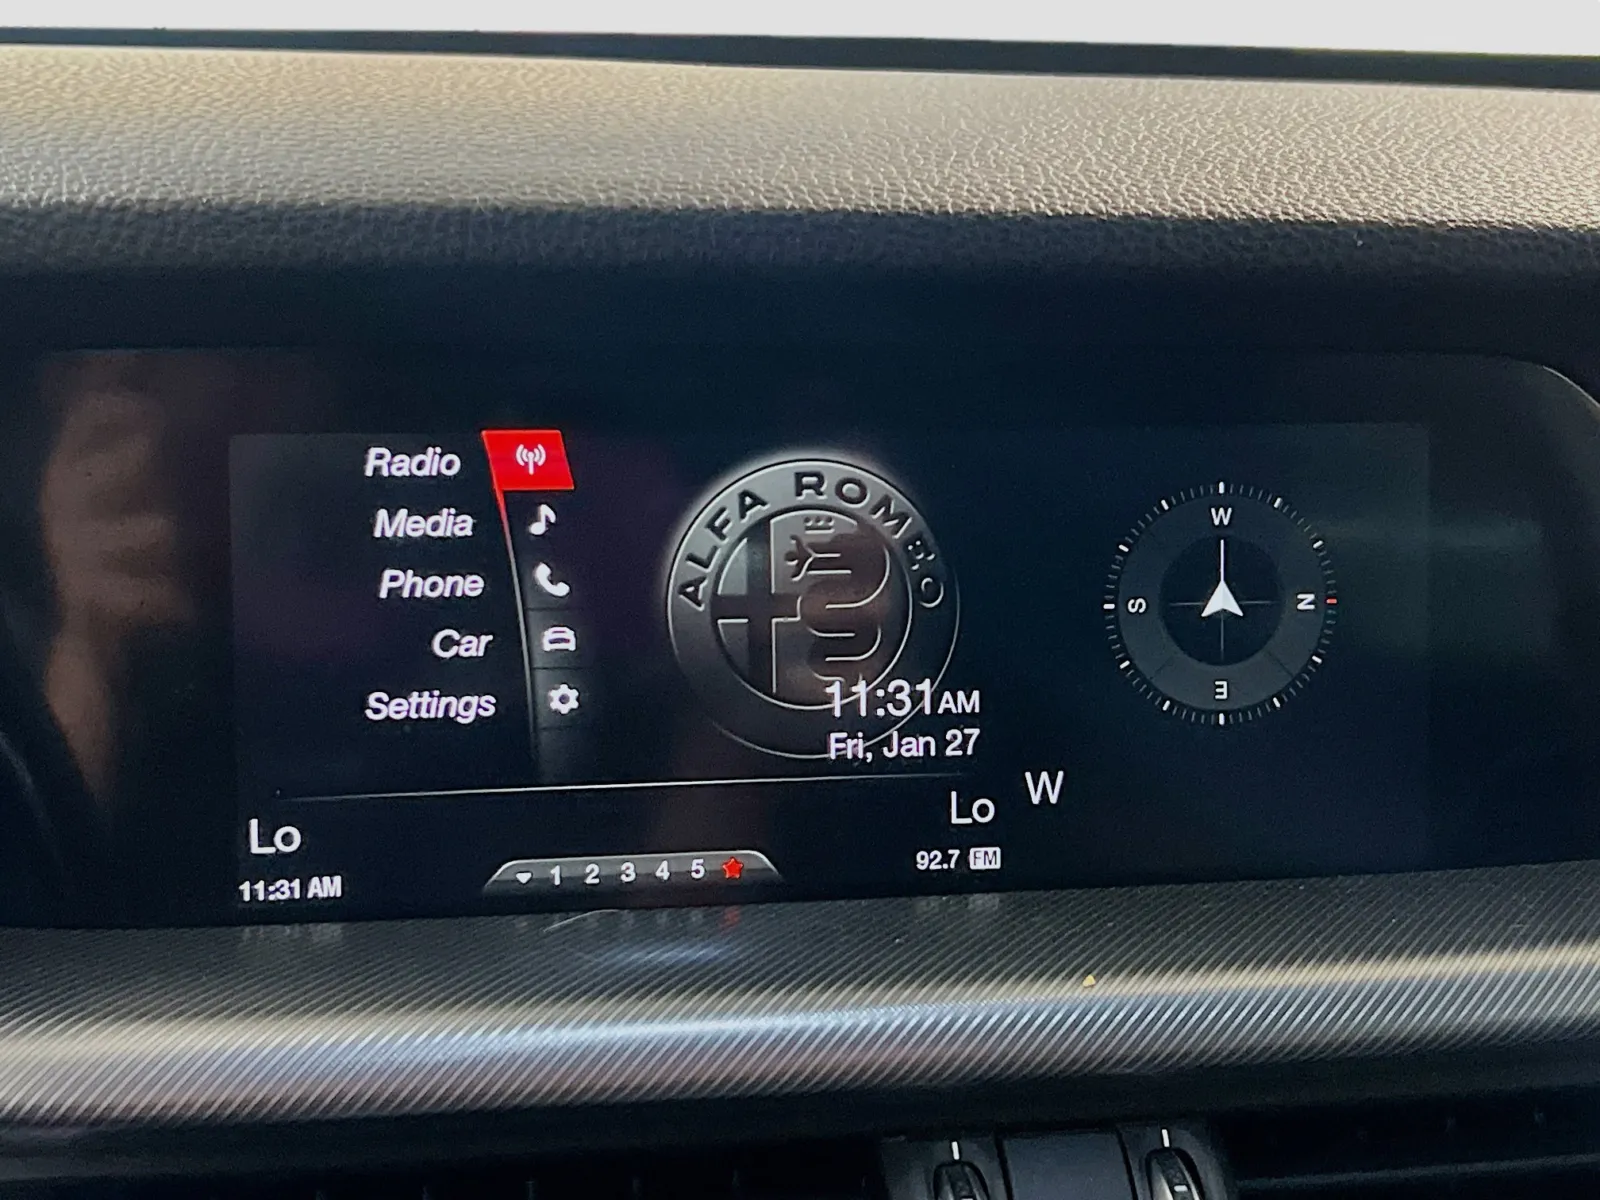 Radio
Media
Phone
Car
Settings
ALFA ROMEO
11:31AM
Fri, Jan 27
W
N
E
S
Lo
Lo
W
11:31 AM
1 2 3 4 5
92.7 FM